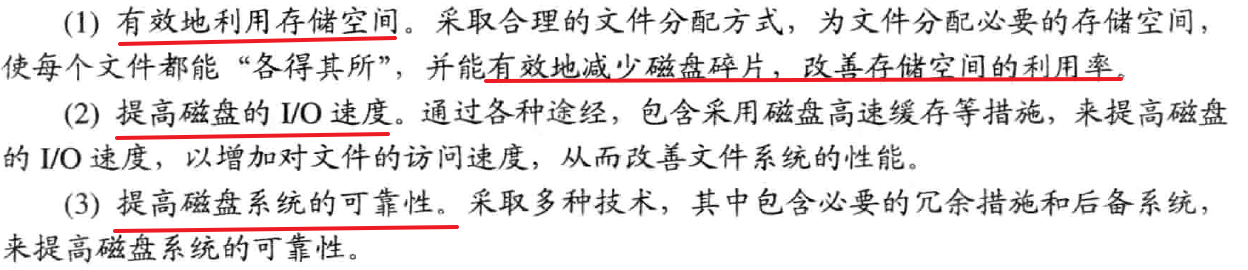 (1) 有效地利用存储空间。采取合理的文件分配方式，为文件分配必要的存储空间，
使每个文件都能“各得其所”，并能有效地减少磁盘碎片，改善存储空间的利用率。
(2) 提高磁盘的 I/O 速度。通过各种途经，包含采用磁盘高速缓存等措施，来提高磁盘
的 I/O 速度，以增加对文件的访问速度，从而改善文件系统的性能。
(3) 提高磁盘系统的可靠性。采取多种技术，其中包含必要的冗余措施和后备系统，
来提高磁盘系统的可靠性。